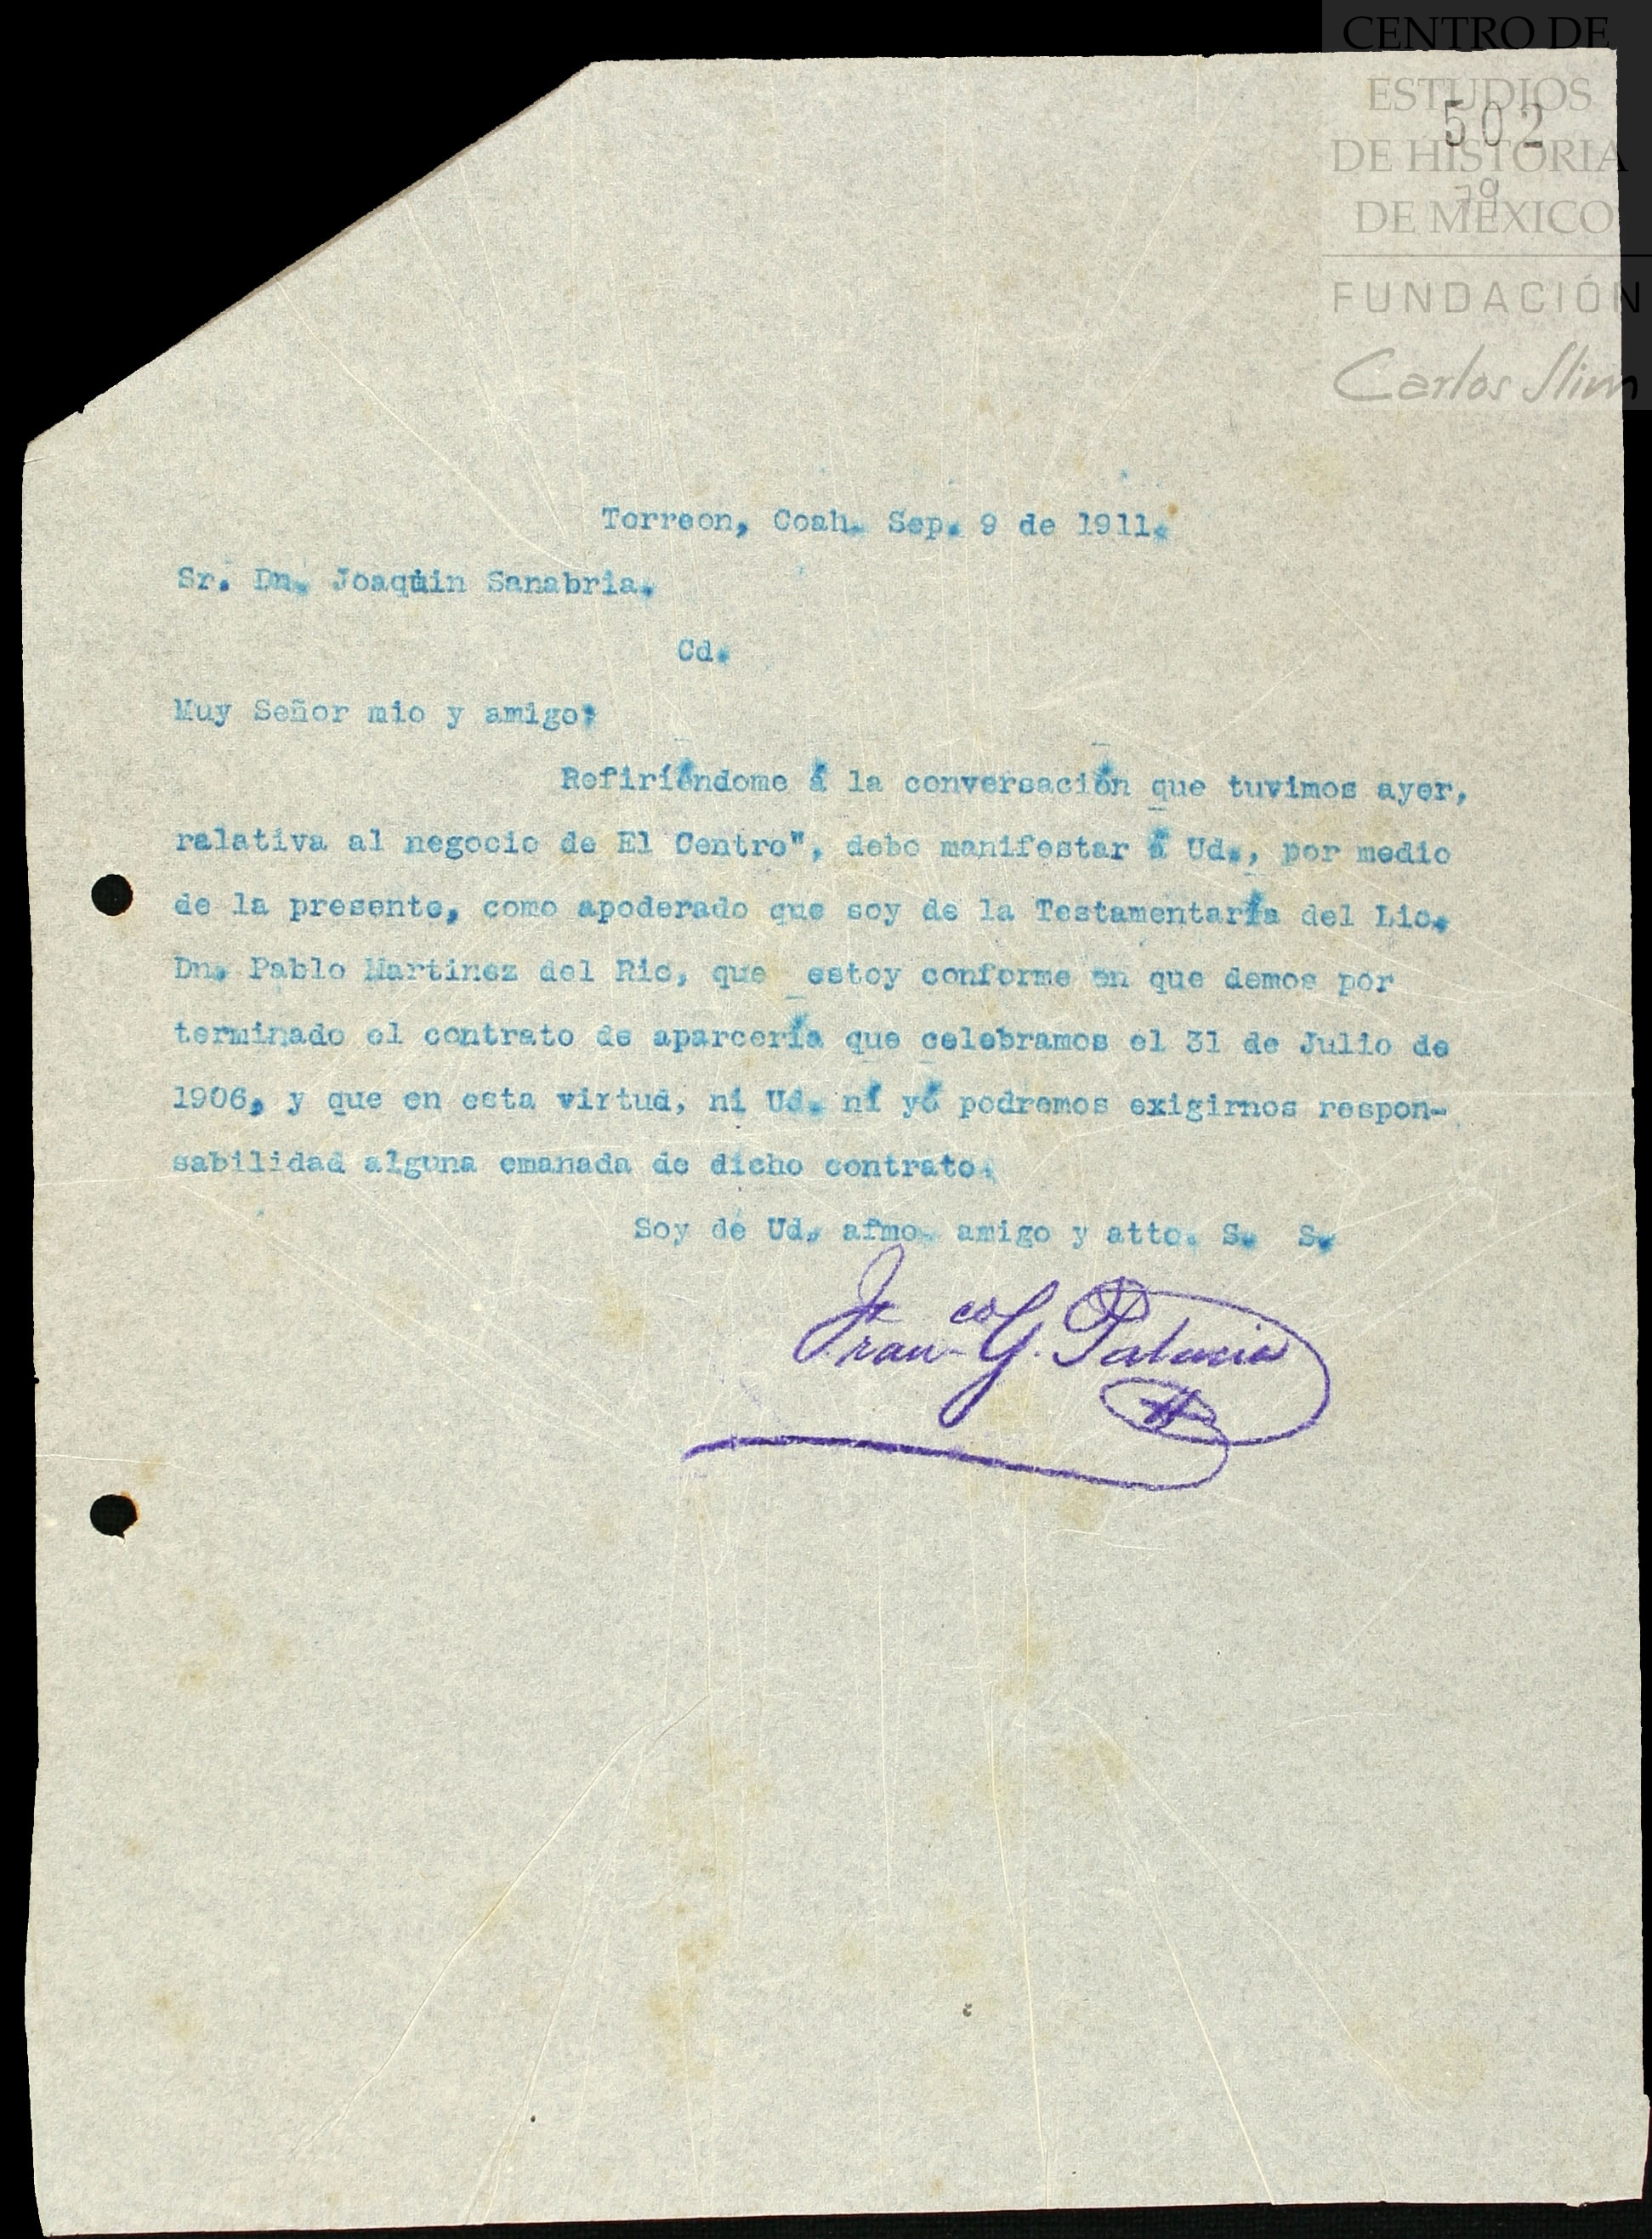 CENTRO DE
ESTUDIOS
502
DE HISTORIA
79
DE MÉXICO
FUNDACIÓN
Carlos Slim
Torreon, Coah. Sep. 9 de 1911.
Sr. Dn. Joaquin Sanabria.
Cd.
Muy Señor mio y amigo:
Refiriéndome á la conversación que tuvimos ayer,
ralativa al negocio de El Centro", debo manifestar á Ud., por medio
de la presente, como apoderado que soy de la Testamentaría del Lic.
Dn. Pablo Martinez del Rio, que estoy conforme en que demos por
terminado el contrato de aparcería que celebramos el 31 de Julio de
1906, y que en esta virtud, ni Ud. ní yó podremos exigirnos respon-
sabilidad alguna emanada de dicho contrato.
Soy de Ud. afmo. amigo y atto. S. S.
Franco G. Palacio